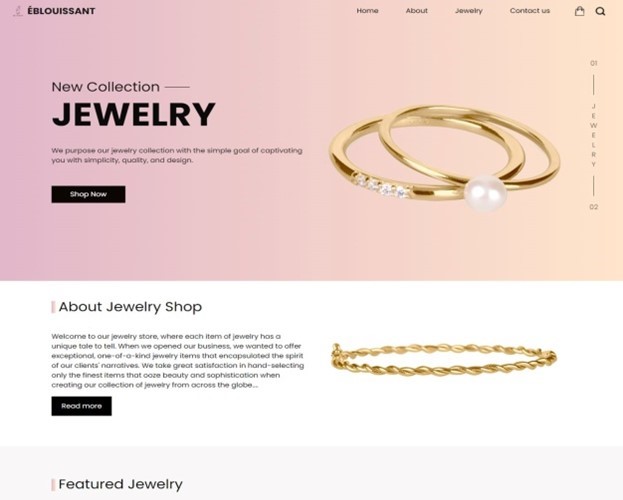 ÉBLOUISSANT
Home About Jewelry Contact us
New Collection
JEWELRY
We purpose our jewelry collection with the simple goal of captivating
you with simplicity, quality, and design.
Shop Now
01
JEWELRY
02
About Jewelry Shop
Welcome to our jewelry store, where each item of jewelry has a
unique tale to tell. When we opened our business, we wanted to offer
exceptional, one-of-a-kind jewelry items that encapsulated the spirit
of our clients' narratives. We take great satisfaction in hand-selecting
only the finest items that ooze beauty and sophistication when
creating our collection of jewelry from across the globe...
Read more
Featured Jewelry